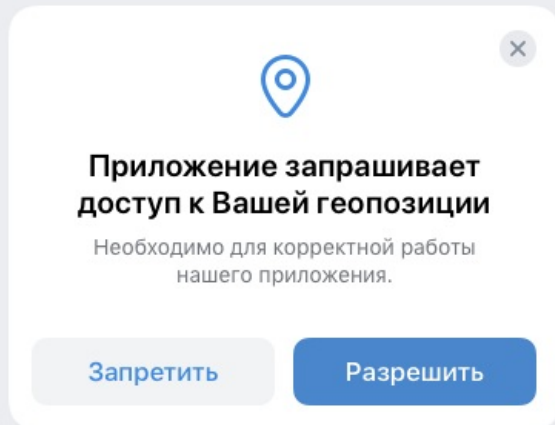 Приложение запрашивает
доступ к Вашей геопозиции
Необходимо для корректной работы
нашего приложения.
Запретить
Разрешить